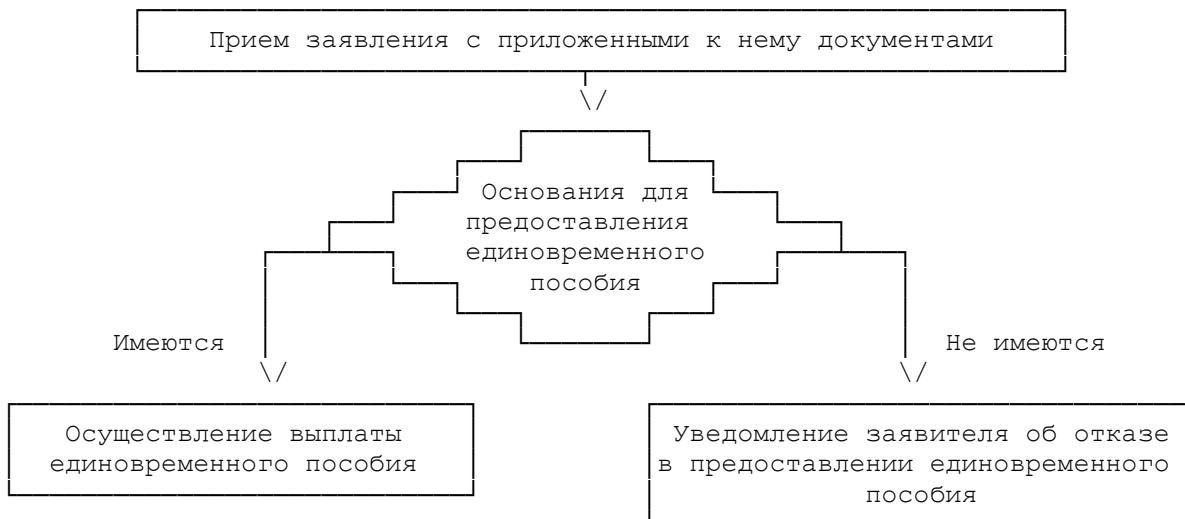 Прием заявления с приложенными к нему документами
Основания для
предоставления
единовременного
пособия
Имеются
Не имеются
Осуществление выплаты
единовременного пособия
Уведомление заявителя об отказе
в предоставлении единовременного
пособия